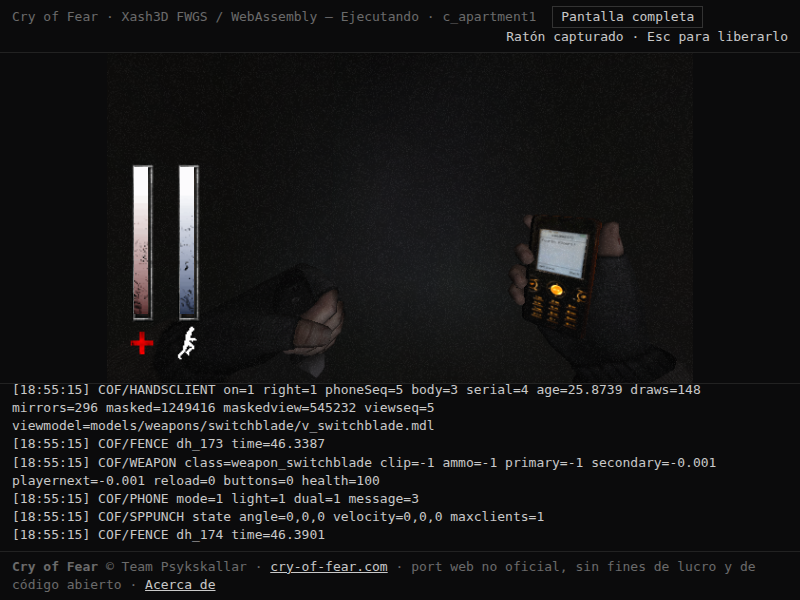 Cry of Fear · Xash3D FWGS / WebAssembly — Ejecutando · c_apartment1
Pantalla completa
Ratón capturado · Esc para liberarlo
[18:55:15] COF/HANDSCLIENT on=1 right=1 phoneSeq=5 body=3 serial=4 age=25.8739 draws=148
mirrors=296 masked=1249416 maskedview=545232 viewseq=5
viewmodel=models/weapons/switchblade/v_switchblade.mdl
[18:55:15] COF/FENCE dh_173 time=46.3387
[18:55:15] COF/WEAPON class=weapon_switchblade clip=-1 ammo=-1 primary=-1 secondary=-0.001
playernext=-0.001 reload=0 buttons=0 health=100
[18:55:15] COF/PHONE mode=1 light=1 dual=1 message=3
[18:55:15] COF/SPPUNCH state angle=0,0,0 velocity=0,0,0 maxclients=1
[18:55:15] COF/FENCE dh_174 time=46.3901
Cry of Fear © Team Psykskallar · cry-of-fear.com · port web no oficial, sin fines de lucro y de
código abierto · Acerca de